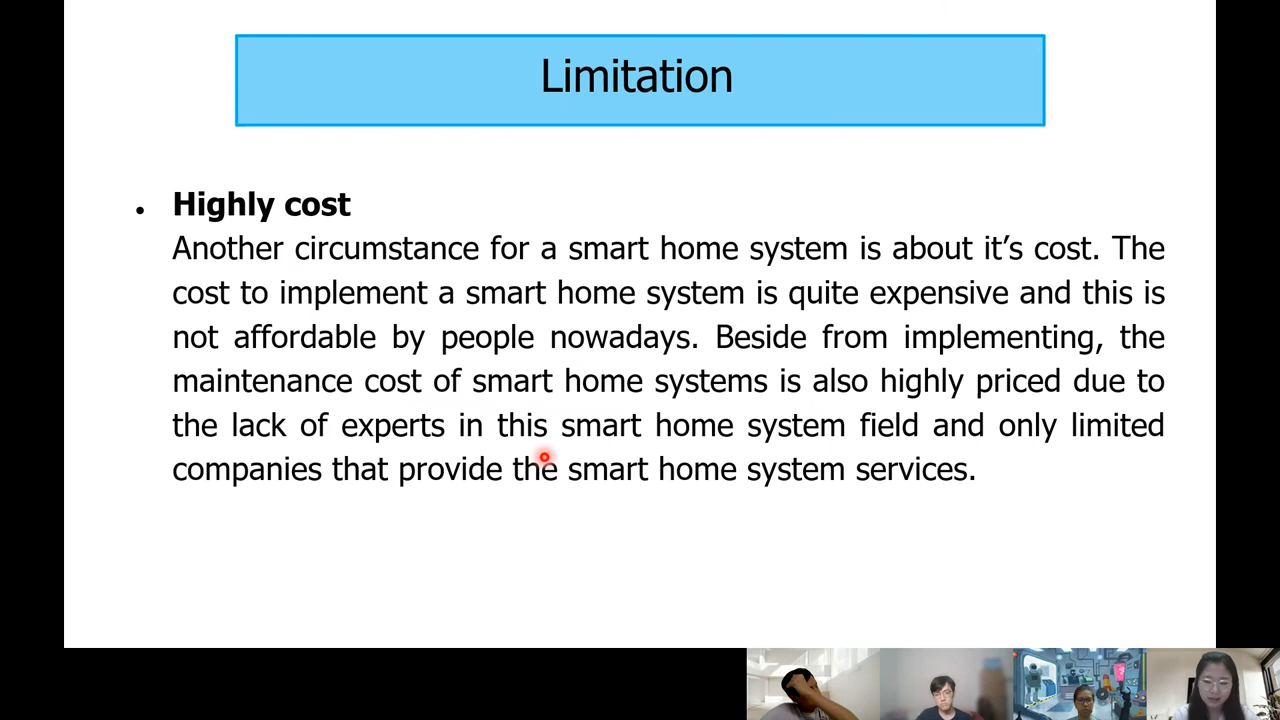 Limitation
• Highly cost
Another circumstance for a smart home system is about it’s cost. The
cost to implement a smart home system is quite expensive and this is
not affordable by people nowadays. Beside from implementing, the
maintenance cost of smart home systems is also highly priced due to
the lack of experts in this smart home system field and only limited
companies that provide the smart home system services.